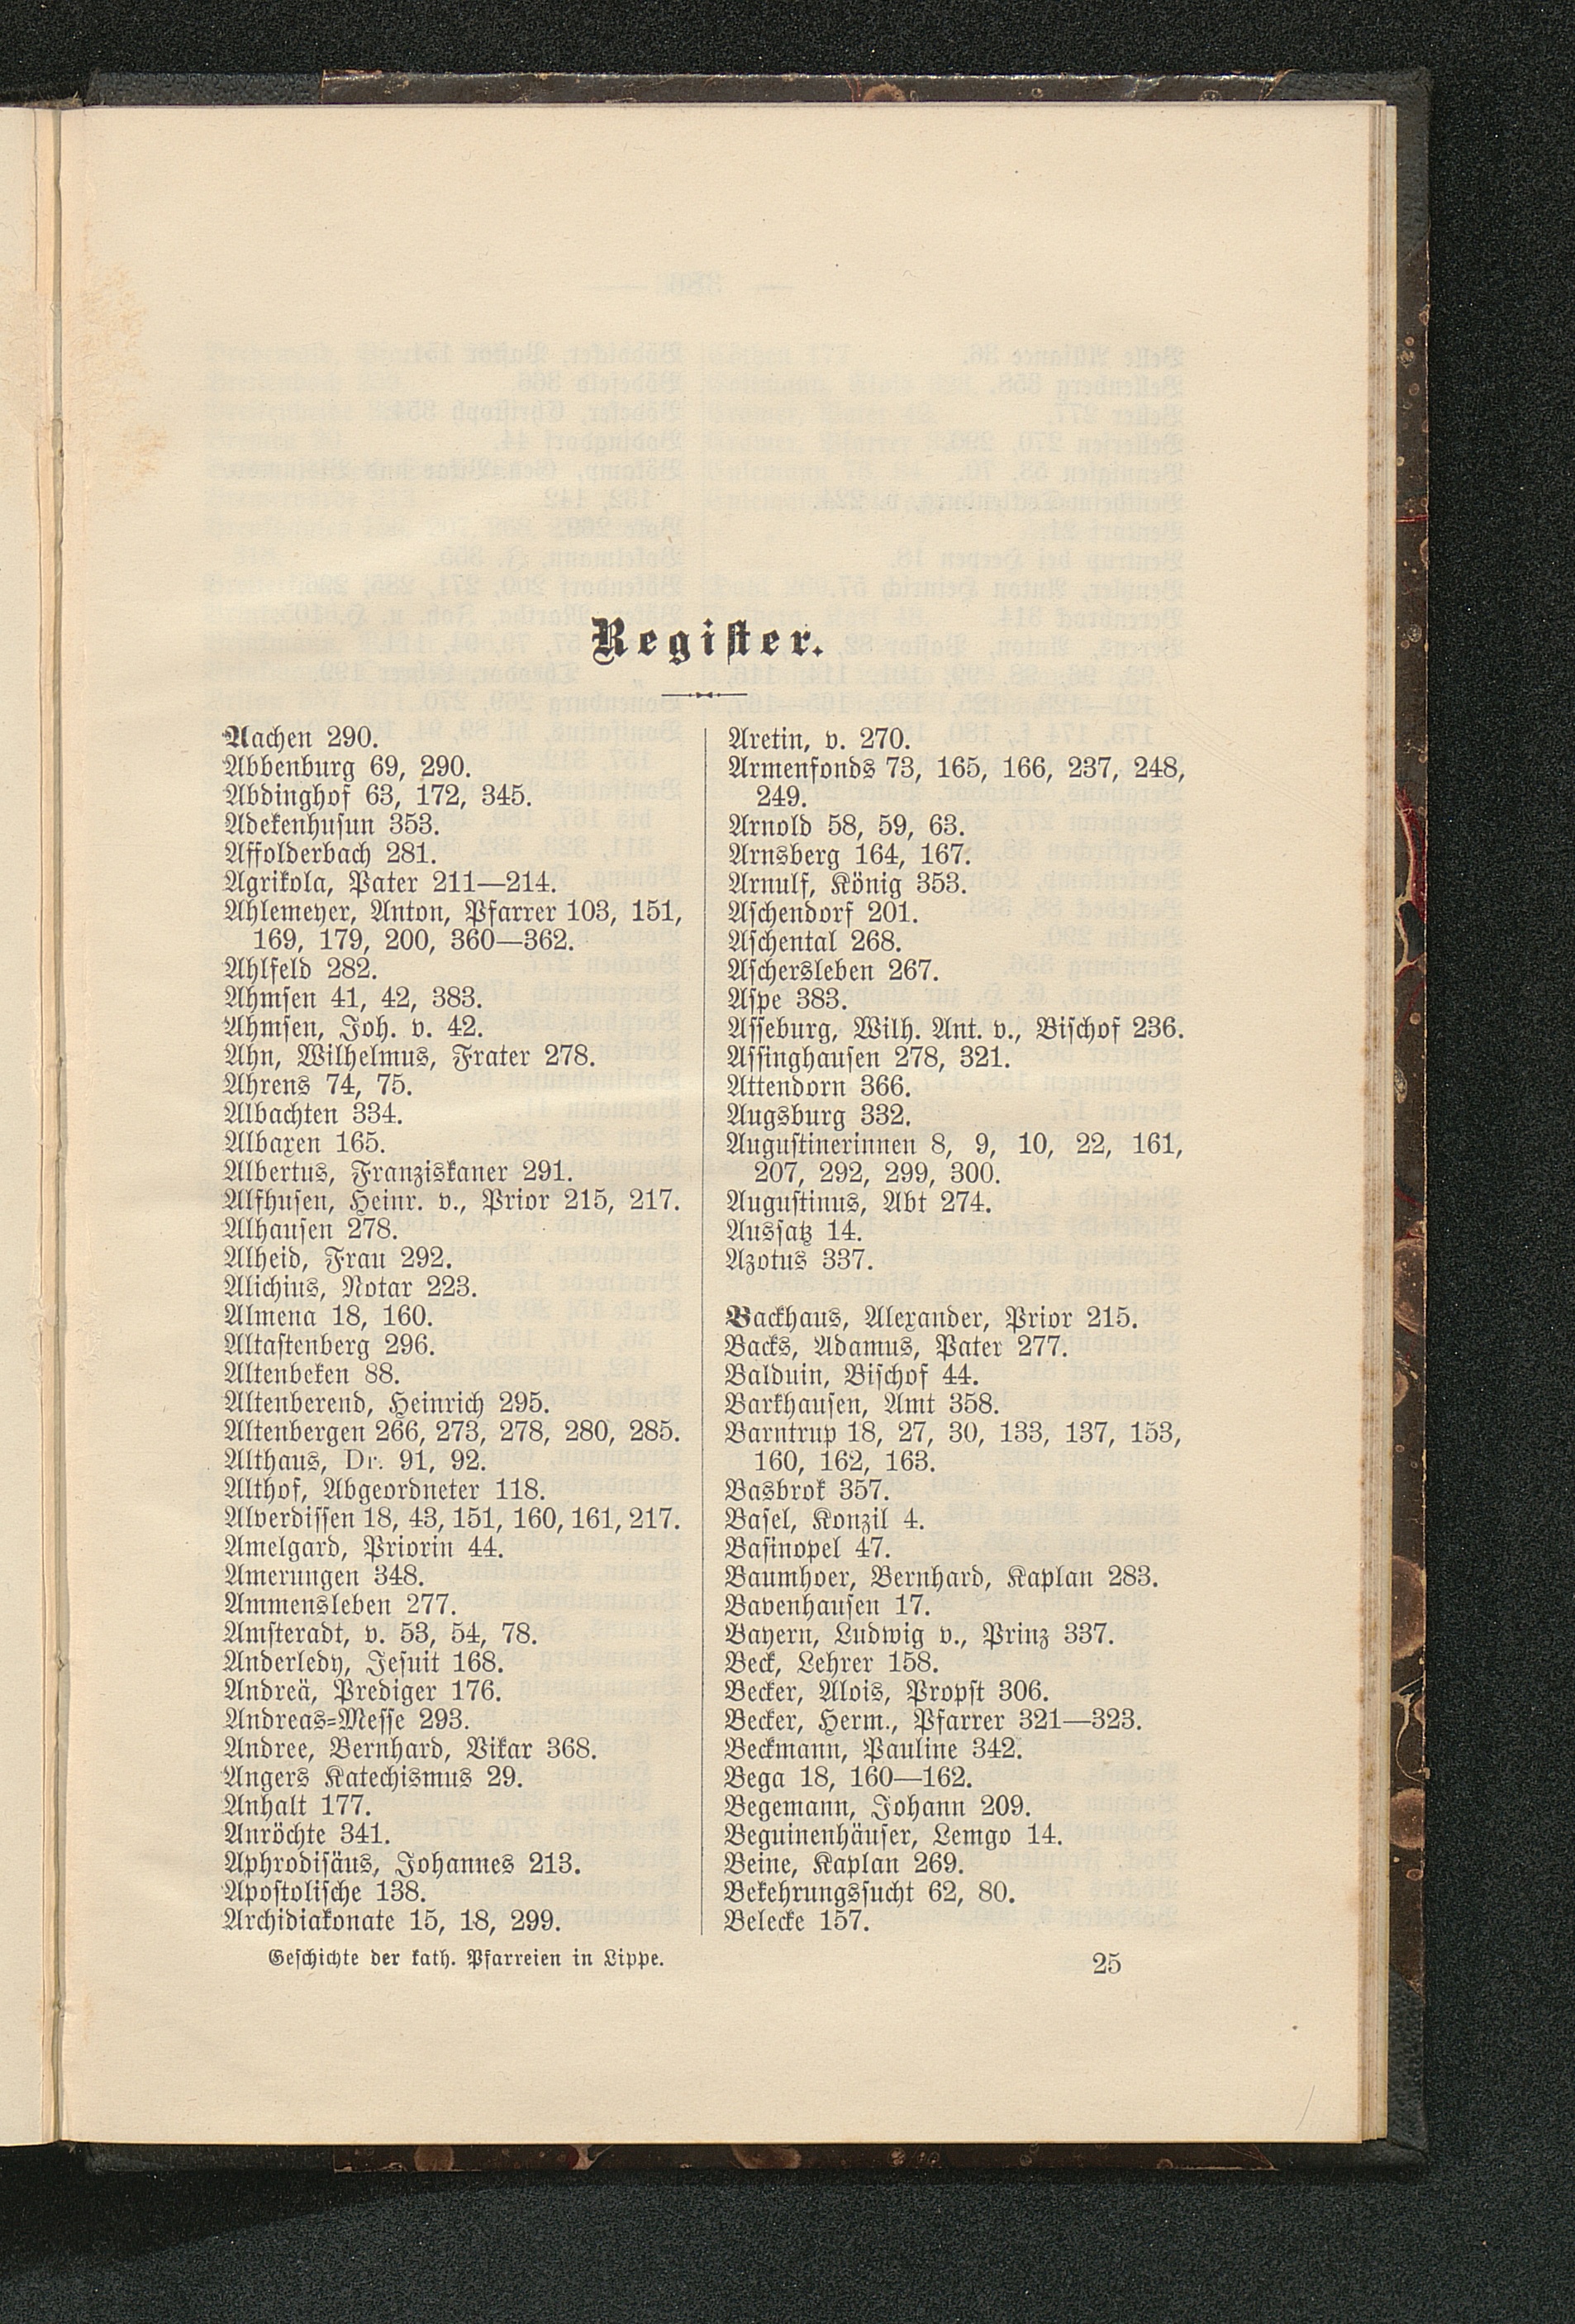 Register.
Aachen 290.
Abbenburg 69, 290.
Abdinghof 63, 172, 345.
Adekenhusun 353.
Affolderbach 281.
Agrikola, Pater 211—214.
Ahlemeyer, Anton, Pfarrer 103, 151,
169, 179, 200, 360—362.
Ahlfeld 282.
Ahmsen 41, 42, 383.
Ahmsen, Joh. v. 42.
Ahn, Wilhelmus, Frater 278.
Ahrens 74, 75.
Albachten 334.
Albaxen 165.
Albertus, Franziskaner 291.
Alfhusen, Heinr. v., Prior 215, 217.
Alhausen 278.
Alheid, Frau 292.
Alichius, Notar 223.
Almena 18, 160.
Altastenberg 296.
Altenbeken 88.
Altenberend, Heinrich 295.
Altenbergen 266, 273, 278, 280, 285.
Althaus, Dr. 91, 92.
Althof, Abgeordneter 118.
Alverdissen 18, 43, 151, 160, 161, 217.
Amelgard, Priorin 44.
Amerungen 348.
Ammensleben 277.
Amsteradt, v. 53, 54, 78.
Anderledy, Jesuit 168.
Andreä, Prediger 176.
Andreas-Messe 293.
Andree, Bernhard, Vikar 368.
Angers Katechismus 29.
Anhalt 177.
Anröchte 341.
Aphrodisäus, Johannes 213.
Apostolische 138.
Archidiakonate 15, 18, 299.
Aretin, v. 270.
Armenfonds 73, 165, 166, 237, 248,
249.
Arnold 58, 59, 63.
Arnsberg 164, 167.
Arnulf, König 353.
Aschendorf 201.
Aschental 268.
Aschersleben 267.
Aspe 383.
Asseburg, Wilh. Ant. v., Bischof 236.
Assinghausen 278, 321.
Attendorn 366.
Augsburg 332.
Augustinerinnen 8, 9, 10, 22, 161,
207, 292, 299, 300.
Augustinus, Abt 274.
Aussatz 14.
Azotus 337.
Backhaus, Alexander, Prior 215.
Backs, Adamus, Pater 277.
Balduin, Bischof 44.
Barkhausen, Amt 358.
Barntrup 18, 27, 30, 133, 137, 153,
160, 162, 163.
Basbrok 357.
Basel, Konzil 4.
Basinopel 47.
Baumhoer, Bernhard, Kaplan 283.
Bavenhausen 17.
Bayern, Ludwig v., Prinz 337.
Beck, Lehrer 158.
Becker, Alois, Propst 306.
Becker, Herm., Pfarrer 321—323.
Beckmann, Pauline 342.
Bega 18, 160—162.
Begemann, Johann 209.
Beguinenhäuser, Lemgo 14.
Beine, Kaplan 269.
Bekehrungssucht 62, 80.
Belecke 157.
Geschichte der kath. Pfarreien in Lippe.
25